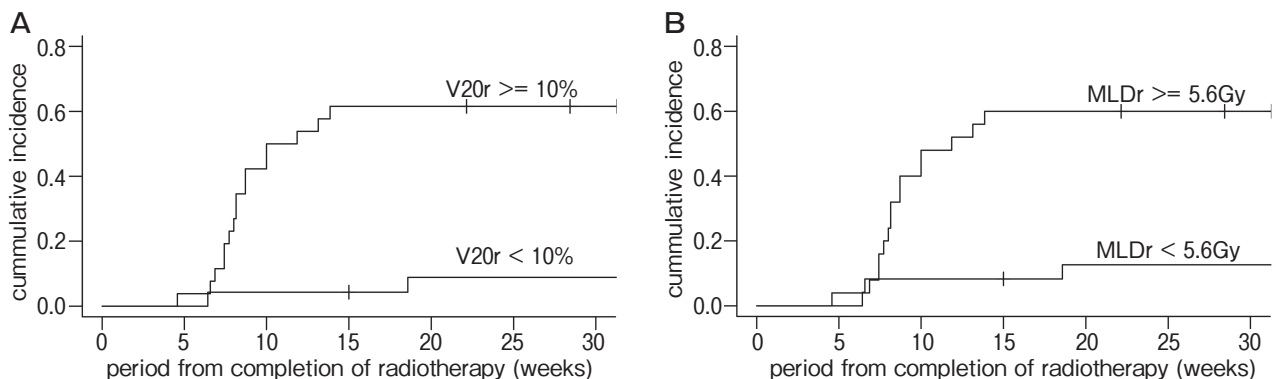 A
cummulative incidence
0.8
0.6
0.4
0.2
0.0
V20r >= 10%
V20r < 10%
0 5 10 15 20 25 30
period from completion of radiotherapy (weeks)
B
cummulative incidence
0.8
0.6
0.4
0.2
0.0
MLDr >= 5.6Gy
MLDr < 5.6Gy
0 5 10 15 20 25 30
period from completion of radiotherapy (weeks)